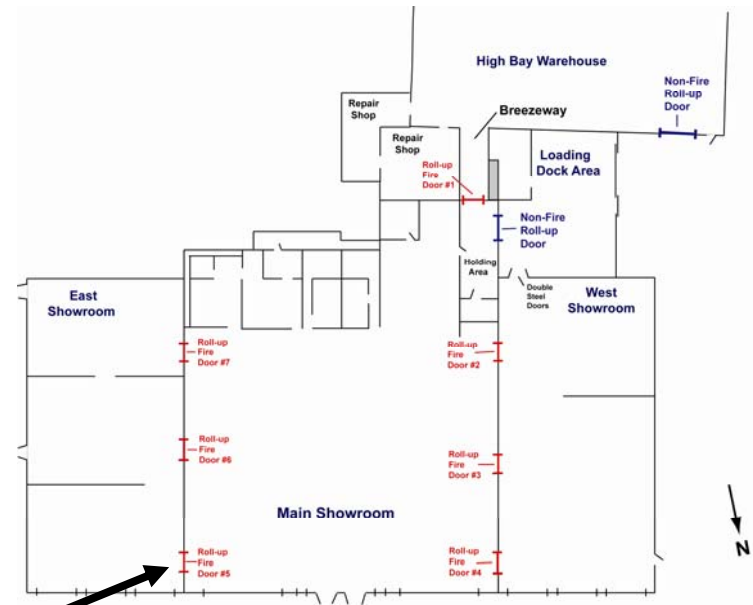 High Bay Warehouse
Non-Fire
Roll-up
Door
Repair
Shop
Breezeway
Repair
Shop
Loading
Dock Area
Roll-up
Fire
Door #1
Non-Fire
Roll-up
Door
Holding
Area
Double
Steel
Doors
East
Showroom
West
Showroom
Roll-up
Fire
Door #7
Roll-up
Fire
Door #2
Roll-up
Fire
Door #6
Roll-up
Fire
Door #3
Main Showroom
Roll-up
Fire
Door #5
Roll-up
Fire
Door #4
N